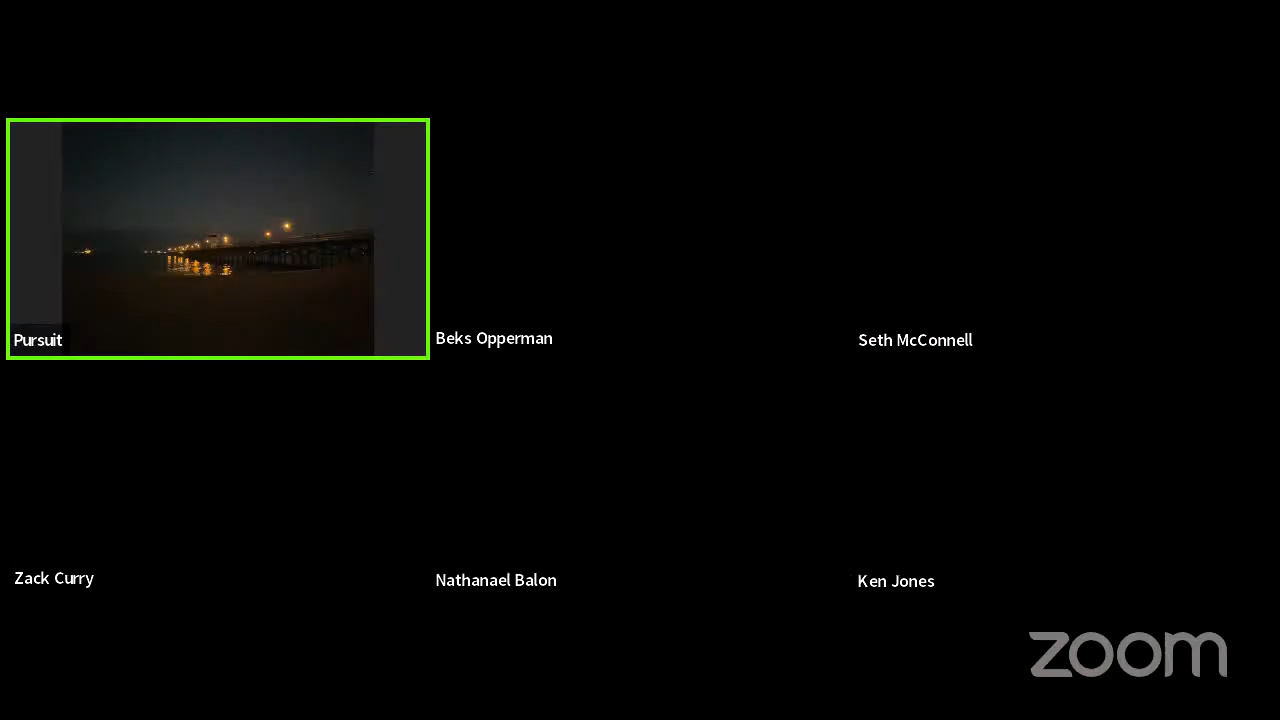 Pursuit
Beks Opperman
Seth McConnell
Zack Curry
Nathanael Balon
Ken Jones
zoom